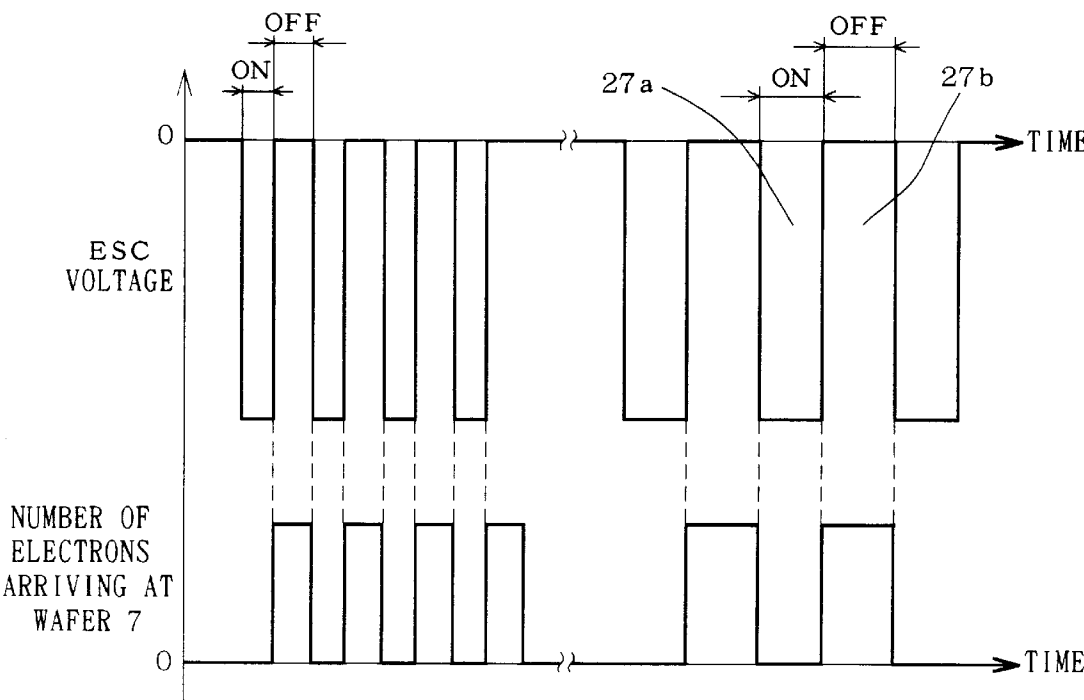 OFF
ON
OFF
ON
27a
27b
0
TIME
ESC
VOLTAGE
NUMBER OF
ELECTRONS
ARRIVING AT
WAFER 7
0
TIME